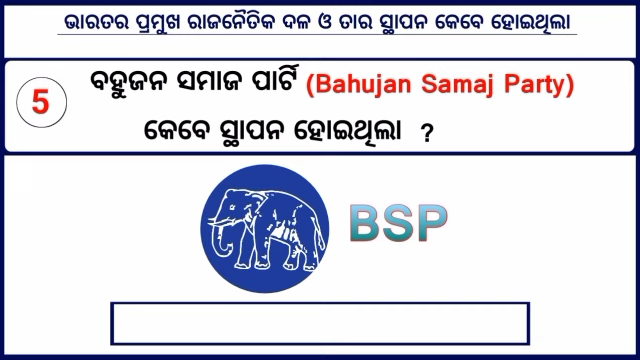 ଭାରତର ପ୍ରମୁଖ ରାଜନୈତିକ ଦଳ ଓ ତାର ସ୍ଥାପନ କେବେ ହୋଇଥିଲା
5
ବହୁଜନ ସମାଜ ପାର୍ଟି (Bahujan Samaj Party)
କେବେ ସ୍ଥାପନ ହୋଇଥିଲା ?
BSP